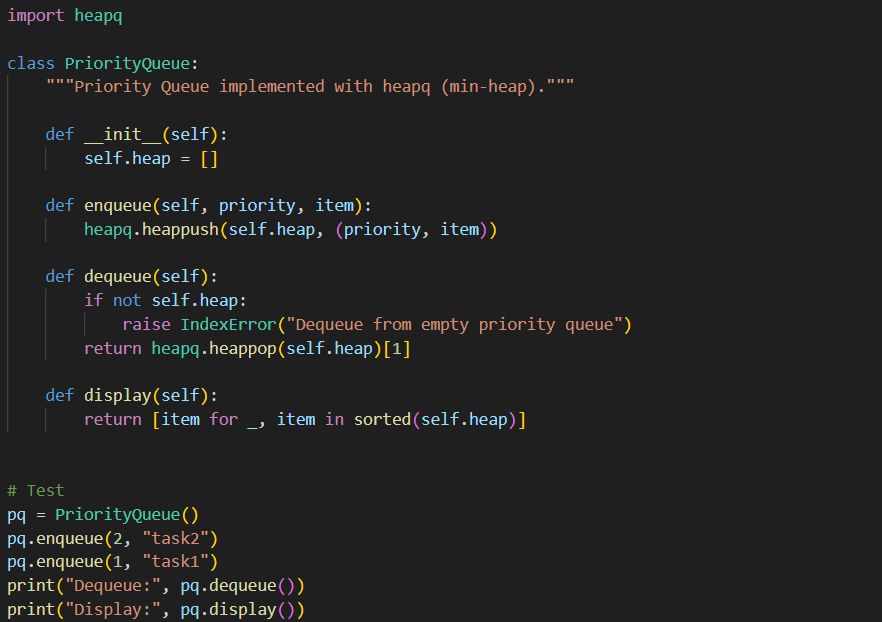 import heapq
class PriorityQueue:
"""Priority Queue implemented with heapq (min-heap)."""
def __init__(self):
self.heap = []
def enqueue(self, priority, item):
heapq.heappush(self.heap, (priority, item))
def dequeue(self):
if not self.heap:
raise IndexError("Dequeue from empty priority queue")
return heapq.heappop(self.heap)[1]
def display(self):
return [item for _, item in sorted(self.heap)]
# Test
pq = PriorityQueue()
pq.enqueue(2, "task2")
pq.enqueue(1, "task1")
print("Dequeue:", pq.dequeue())
print("Display:", pq.display())